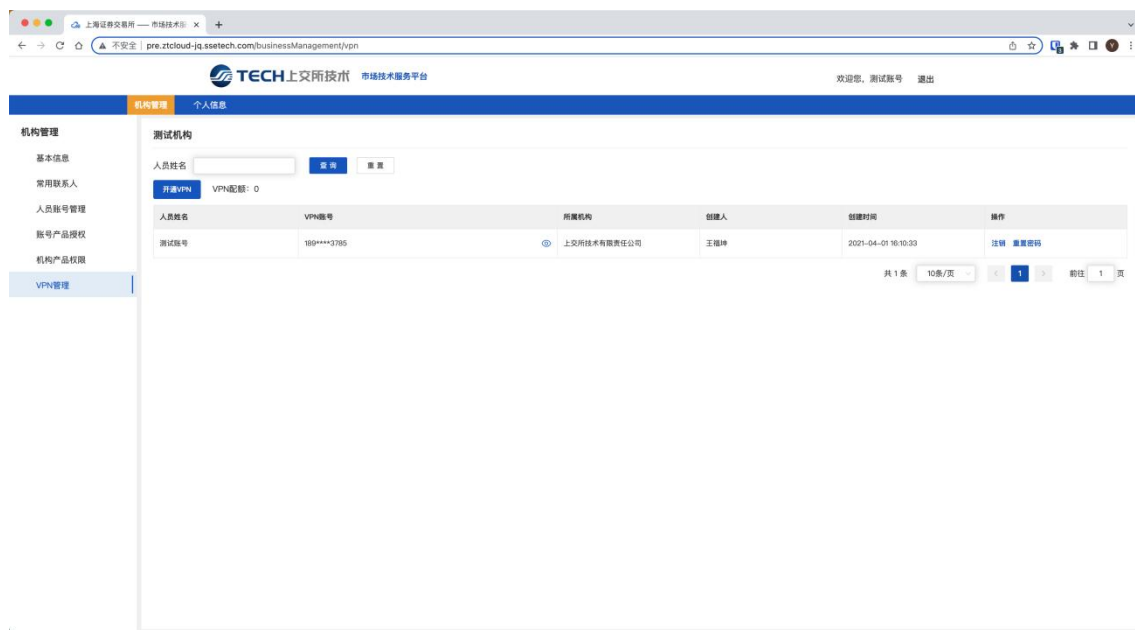 上海证券交易所 —— 市场技术服
不安全 pre.ztcloud-jq.ssetech.com/businessManagement/vpn
TECH上交所技术 市场技术服务平台 欢迎您, 测试账号 退出
机构管理 个人信息
机构管理
基本信息
常用联系人
人员账号管理
账号产品授权
机构产品权限
VPN管理
测试机构
人员姓名 查询 重置
开通VPN VPN配额: 0
人员姓名 VPN账号 所属机构 创建人 创建时间 操作
测试账号 189****3785 上交所技术有限责任公司 王福坤 2021-04-01 16:10:33 注销 重置密码
共 1 条 10条/页 1 前往 1 页